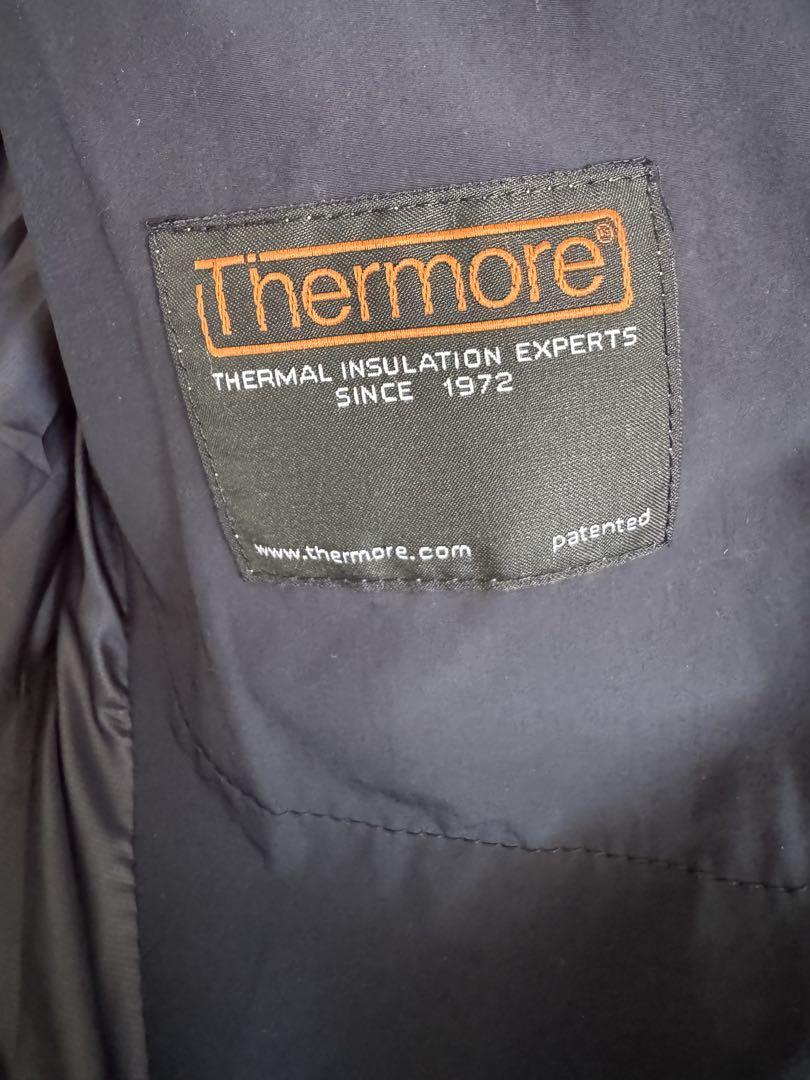 Thermore®
THERMAL INSULATION EXPERTS
SINCE 1972
www.thermore.com
patented